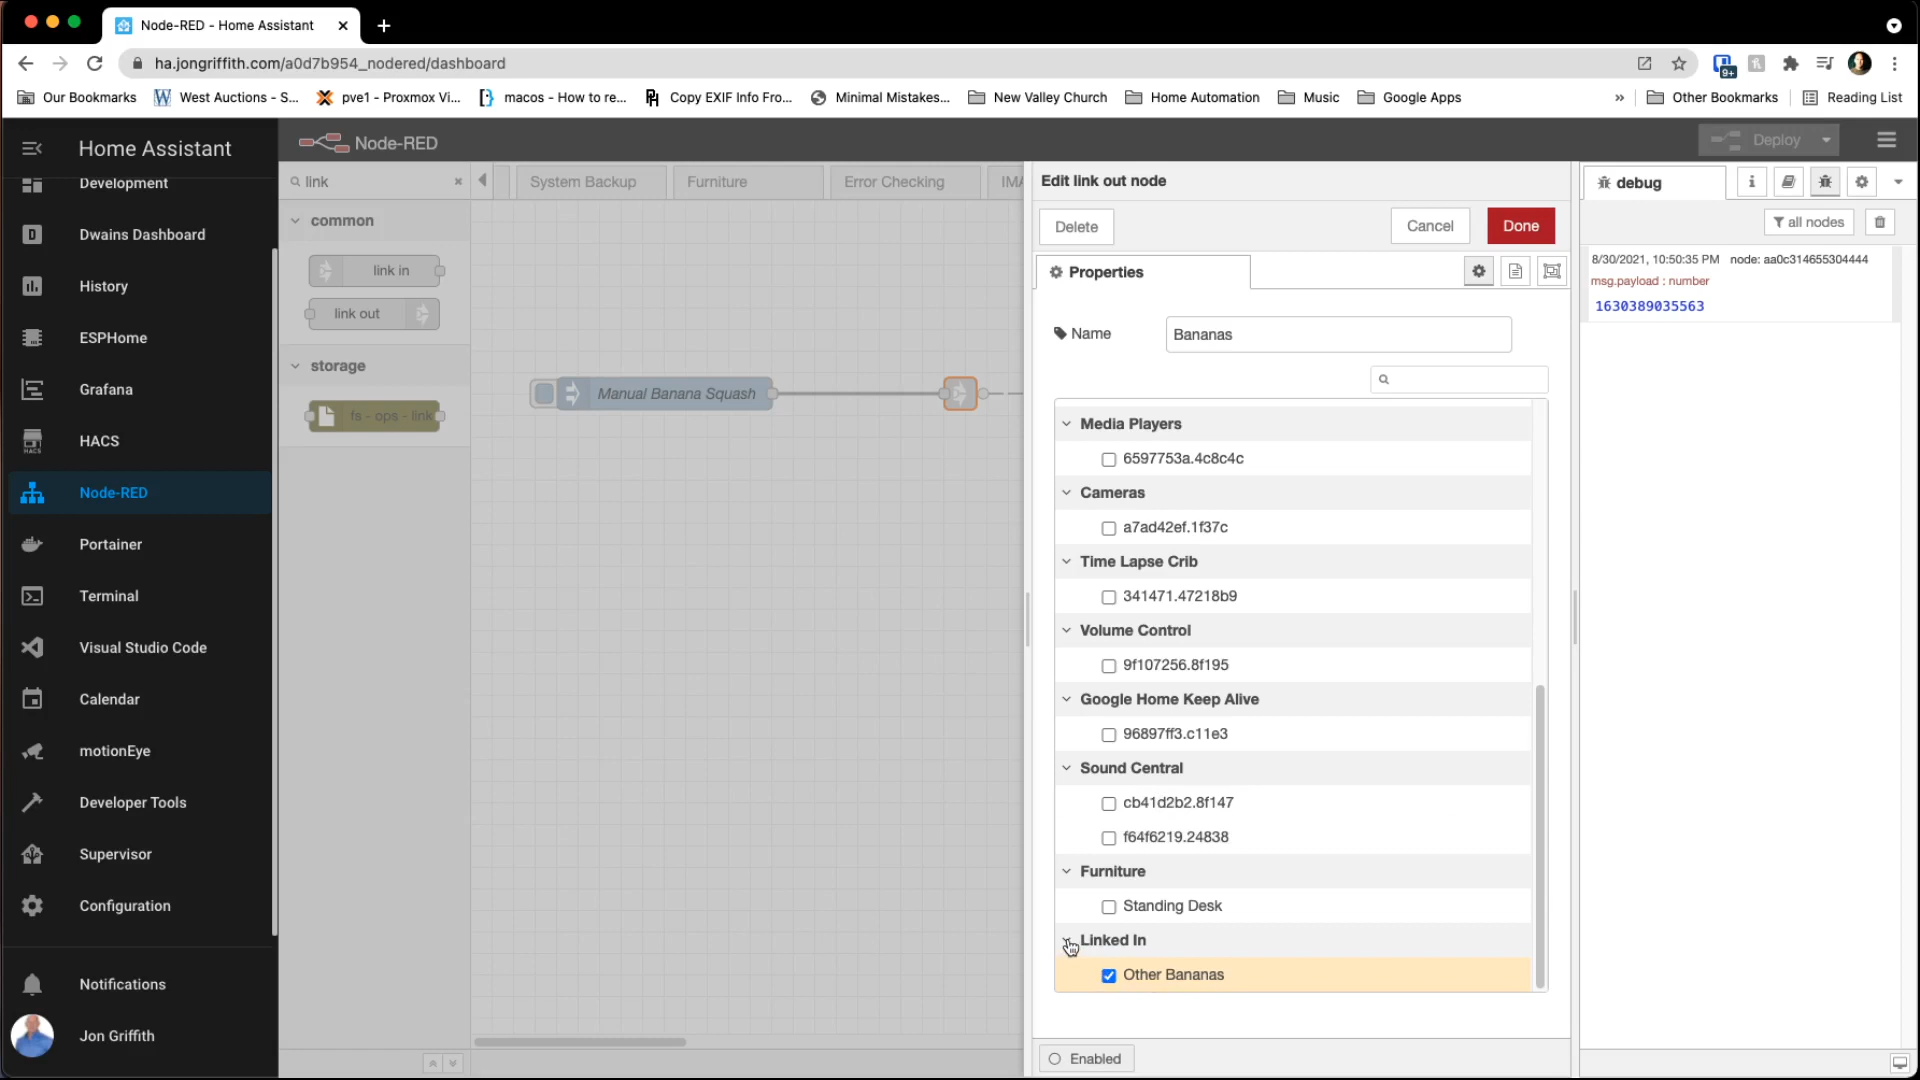 Node-RED - Home Assistant
ha.jongriffith.com/a0d7b954_nodered/dashboard
9+
Our Bookmarks
West Auctions - S...
pve1 - Proxmox Vi...
macos - How to re...
Copy EXIF Info Fro...
Minimal Mistakes...
New Valley Church
Home Automation
Music
Google Apps
»
Other Bookmarks
Reading List
Home Assistant
Development
Dwains Dashboard
History
ESPHome
Grafana
HACS
Node-RED
Portainer
Terminal
Visual Studio Code
Calendar
motionEye
Developer Tools
Supervisor
Configuration
Notifications
Jon Griffith
Node-RED
Deploy
link
common
link in
link out
storage
fs - ops - link
System Backup
Furniture
Error Checking
IMA
Manual Banana Squash
Edit link out node
Delete
Cancel
Done
Properties
Name
Bananas
Media Players
6597753a.4c8c4c
Cameras
a7ad42ef.1f37c
Time Lapse Crib
341471.47218b9
Volume Control
9f107256.8f195
Google Home Keep Alive
96897ff3.c11e3
Sound Central
cb41d2b2.8f147
f64f6219.24838
Furniture
Standing Desk
Linked In
Other Bananas
Enabled
debug
all nodes
8/30/2021, 10:50:35 PM node: aa0c314655304444
msg.payload : number
1630389035563